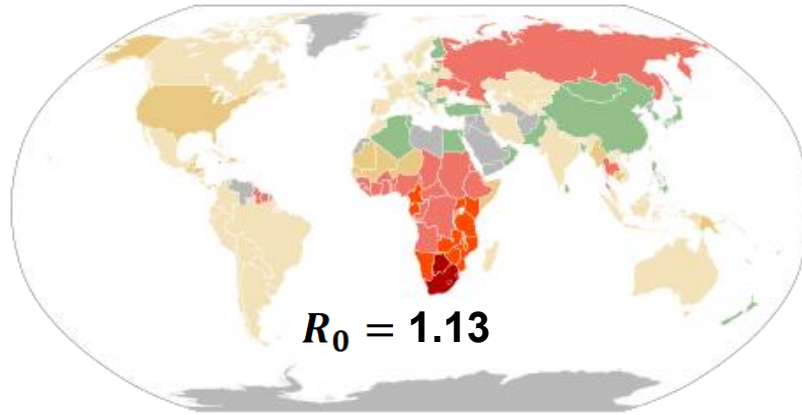 R₀ = 1.13